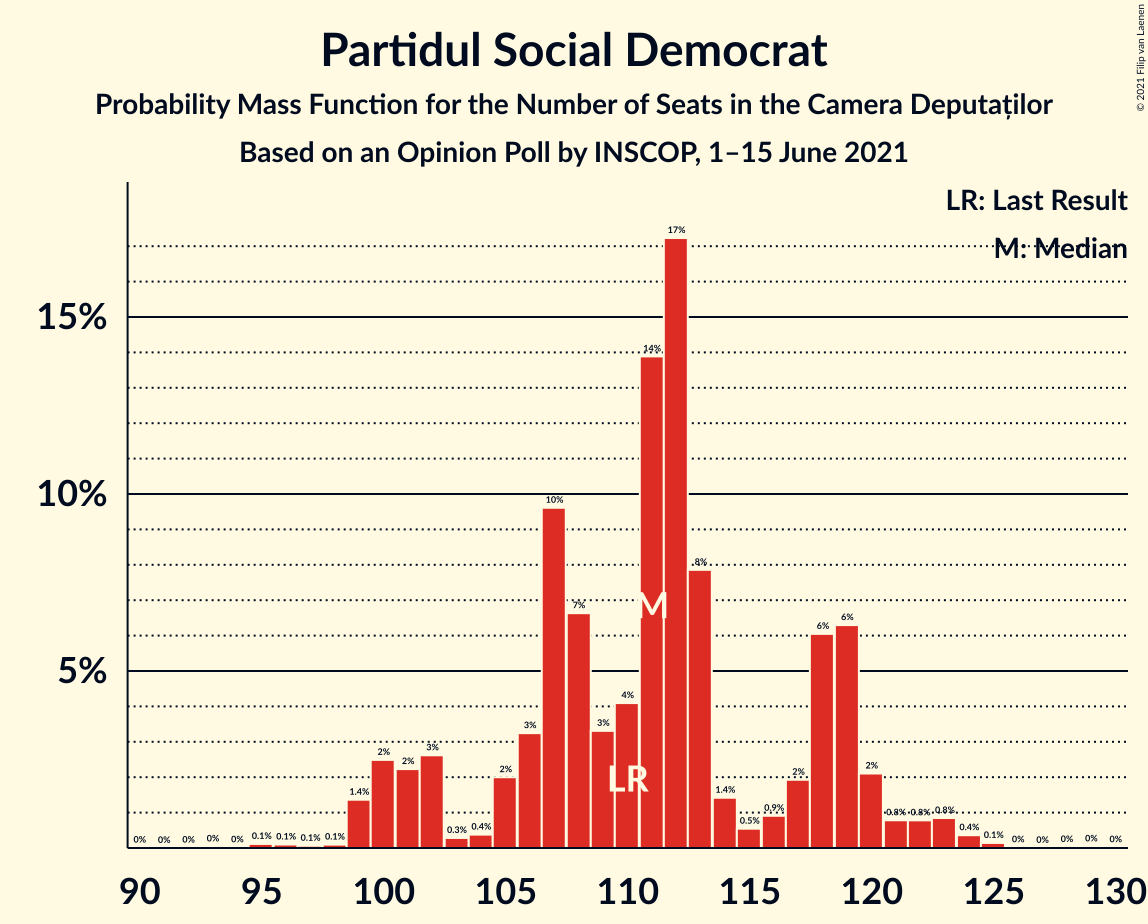 Partidul Social Democrat
Probability Mass Function for the Number of Seats in the Camera Deputaților
Based on an Opinion Poll by INSCOP, 1–15 June 2021
© 2021 Filip van Laenen
LR: Last Result
M: Median
15%
10%
5%
0% 0% 0% 0% 0% 0.1% 0.1% 0.1% 0.1% 1.4% 2% 2% 3% 0.3% 0.4% 2% 3% 10% 7% 3% 4% 14% 17% 8% 1.4% 0.5% 0.9% 2% 6% 6% 2% 0.8% 0.8% 0.8% 0.4% 0.1% 0% 0% 0% 0% 0%
M
LR
90 95 100 105 110 115 120 125 130